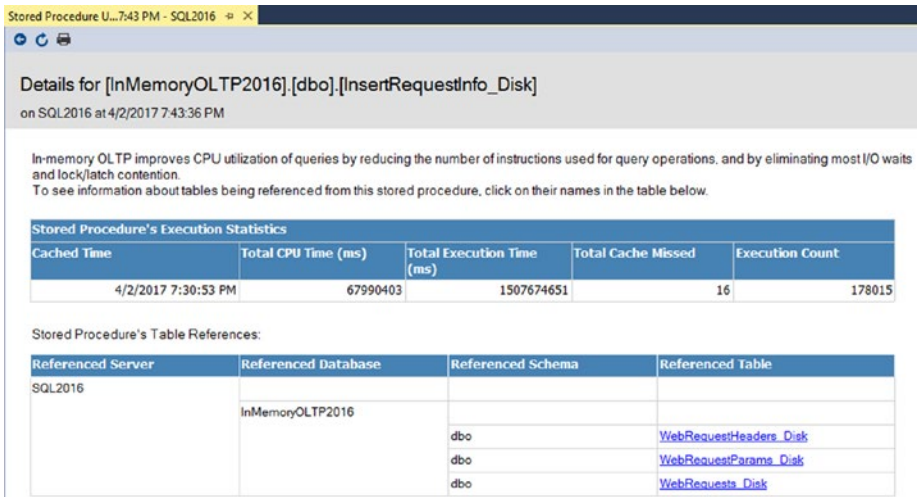 Stored Procedure U...7:43 PM - SQL2016
Details for [InMemoryOLTP2016].[dbo].[InsertRequestInfo_Disk]
on SQL2016 at 4/2/2017 7:43:36 PM
In-memory OLTP improves CPU utilization of queries by reducing the number of instructions used for query operations, and by eliminating most I/O waits
and lock/latch contention.
To see information about tables being referenced from this stored procedure, click on their names in the table below.
Stored Procedure's Execution Statistics
Cached Time Total CPU Time (ms) Total Execution Time (ms) Total Cache Missed Execution Count
4/2/2017 7:30:53 PM 67990403 1507674651 16 178015
Stored Procedure's Table References:
Referenced Server Referenced Database Referenced Schema Referenced Table
SQL2016
InMemoryOLTP2016
dbo WebRequestHeaders_Disk
dbo WebRequestParams_Disk
dbo WebRequests_Disk